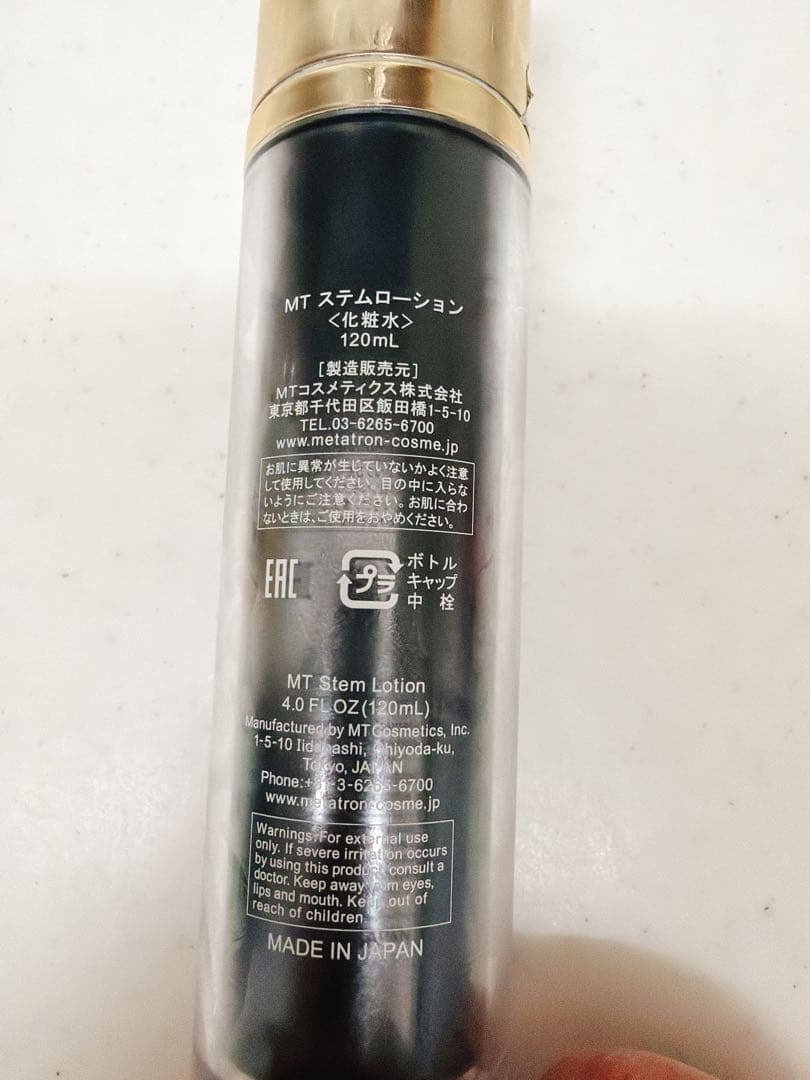 MT ステムローション
<化粧水>
120mL
[製造販売元]
MTコスメティクス株式会社
東京都千代田区飯田橋1-5-10
TEL.03-6265-6700
www.metatron-cosme.jp
お肌に異常が生じていないかよく注意
して使用してください。目の中に入らな
いようにご注意ください。お肌に合わ
ないときは、ご使用をおやめください。
EAC
プラ
ボトル
キャップ
中 栓
MT Stem Lotion
4.0 FL.OZ(120mL)
Manufactured by MTCosmetics, Inc.
1-5-10 Iidabashi, Chiyoda-ku,
Tokyo, JAPAN
Phone:+81-3-6265-6700
www.metatron-cosme.jp
Warnings:For external use
only. If severe irritation occurs
by using this product, consult a
doctor. Keep away from eyes,
lips and mouth. Keep out of
reach of children.
MADE IN JAPAN